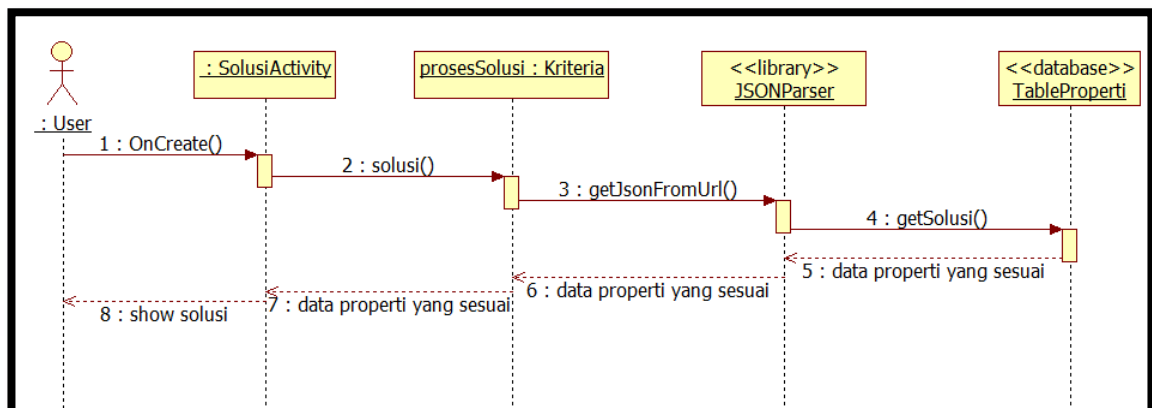 : SolusiActivity
prosesSolusi : Kriteria
<<library>>
JSONParser
<<database>>
TableProperti
: User
1 : OnCreate()
2 : solusi()
3 : getJsonFromUrl()
4 : getSolusi()
5 : data properti yang sesuai
6 : data properti yang sesuai
7 : data properti yang sesuai
8 : show solusi